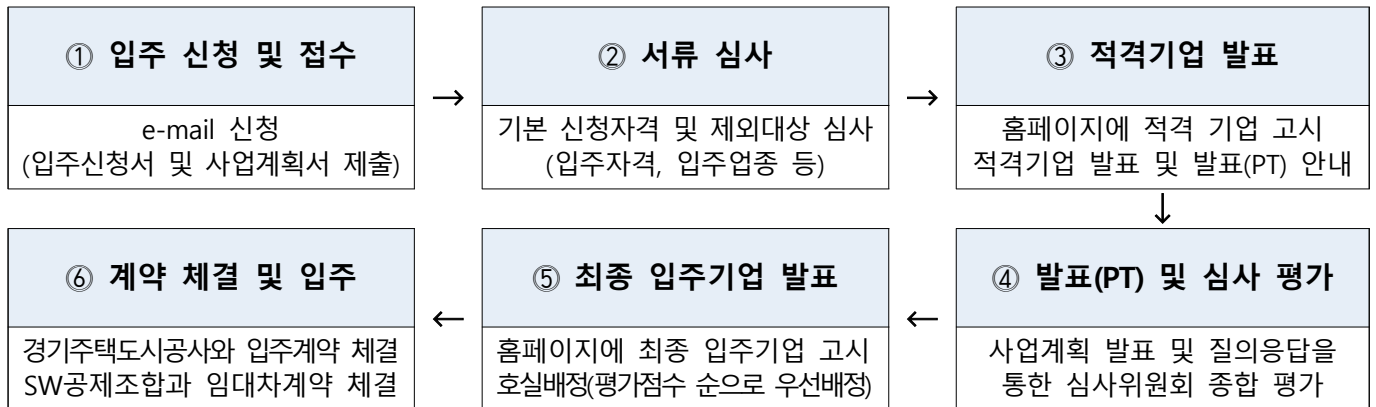 ① 입주 신청 및 접수
e-mail 신청
(입주신청서 및 사업계획서 제출)
→
② 서류 심사
기본 신청자격 및 제외대상 심사
(입주자격, 입주업종 등)
→
③ 적격기업 발표
홈페이지에 적격 기업 고시
적격기업 발표 및 발표(PT) 안내
↓
④ 발표(PT) 및 심사 평가
사업계획 발표 및 질의응답을
통한 심사위원회 종합 평가
←
⑤ 최종 입주기업 발표
홈페이지에 최종 입주기업 고시
호실배정(평가점수 순으로 우선배정)
←
⑥ 계약 체결 및 입주
경기주택도시공사와 입주계약 체결
SW공제조합과 임대차계약 체결